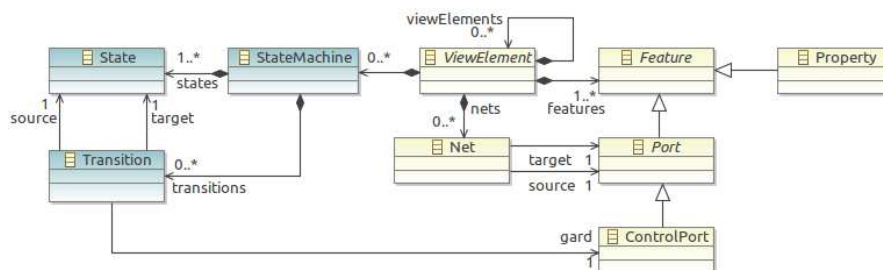 viewElements
0..*
State
1..*
states
StateMachine
0..*
ViewElement
Feature
Property
1
source
1
target
nets
0..*
1..*
features
Transition
0..*
transitions
Net
target 1
source 1
Port
gard
1
ControlPort